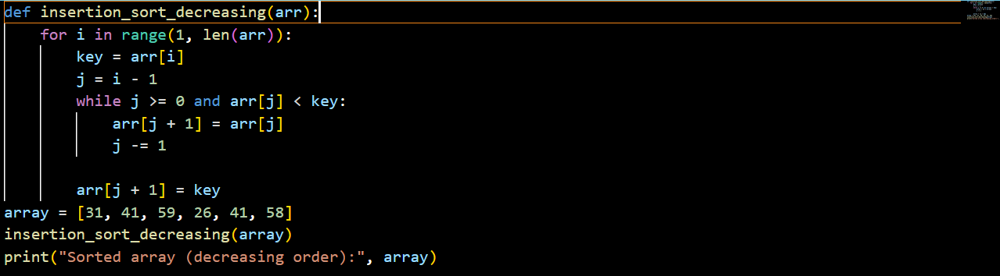 def insertion_sort_decreasing(arr):
    for i in range(1, len(arr)):
        key = arr[i]
        j = i - 1
        while j >= 0 and arr[j] < key:
            arr[j + 1] = arr[j]
            j -= 1

        arr[j + 1] = key
array = [31, 41, 59, 26, 41, 58]
insertion_sort_decreasing(array)
print("Sorted array (decreasing order):", array)